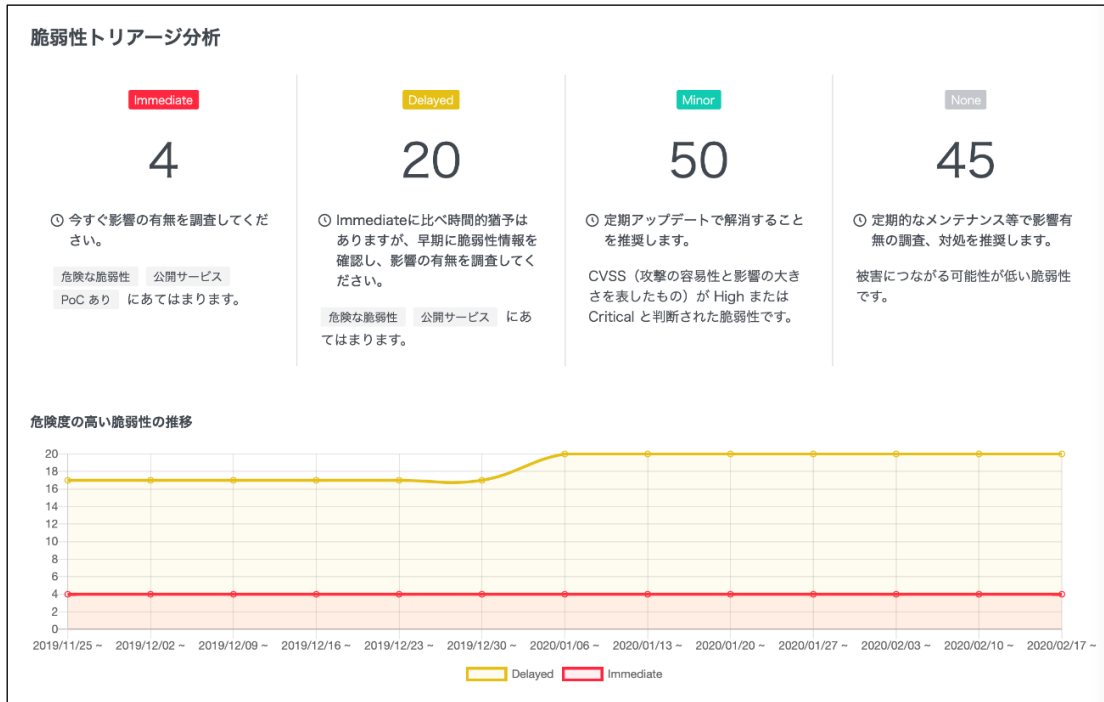 脆弱性トリアージ分析
Immediate
4
今すぐ影響の有無を調査してくだ
さい。
危険な脆弱性 公開サービス
PoC あり にあてはまります。
Delayed
20
Immediateに比べ時間的猶予は
ありますが、早期に脆弱性情報を
確認し、影響の有無を調査してく
ださい。
危険な脆弱性 公開サービス にあ
てはまります。
Minor
50
定期アップデートで解消すること
を推奨します。
CVSS（攻撃の容易性と影響の大き
さを表したもの）が High または
Critical と判断された脆弱性です。
None
45
定期的なメンテナンス等で影響有
無の調査、対処を推奨します。
被害につながる可能性が低い脆弱性
です。
危険度の高い脆弱性の推移
20
18
16
14
12
10
8
6
4
2
0
2019/11/25 ~ 2019/12/02 ~ 2019/12/09 ~ 2019/12/16 ~ 2019/12/23 ~ 2019/12/30 ~ 2020/01/06 ~ 2020/01/13 ~ 2020/01/20 ~ 2020/01/27 ~ 2020/02/03 ~ 2020/02/10 ~ 2020/02/17 ~
Delayed Immediate